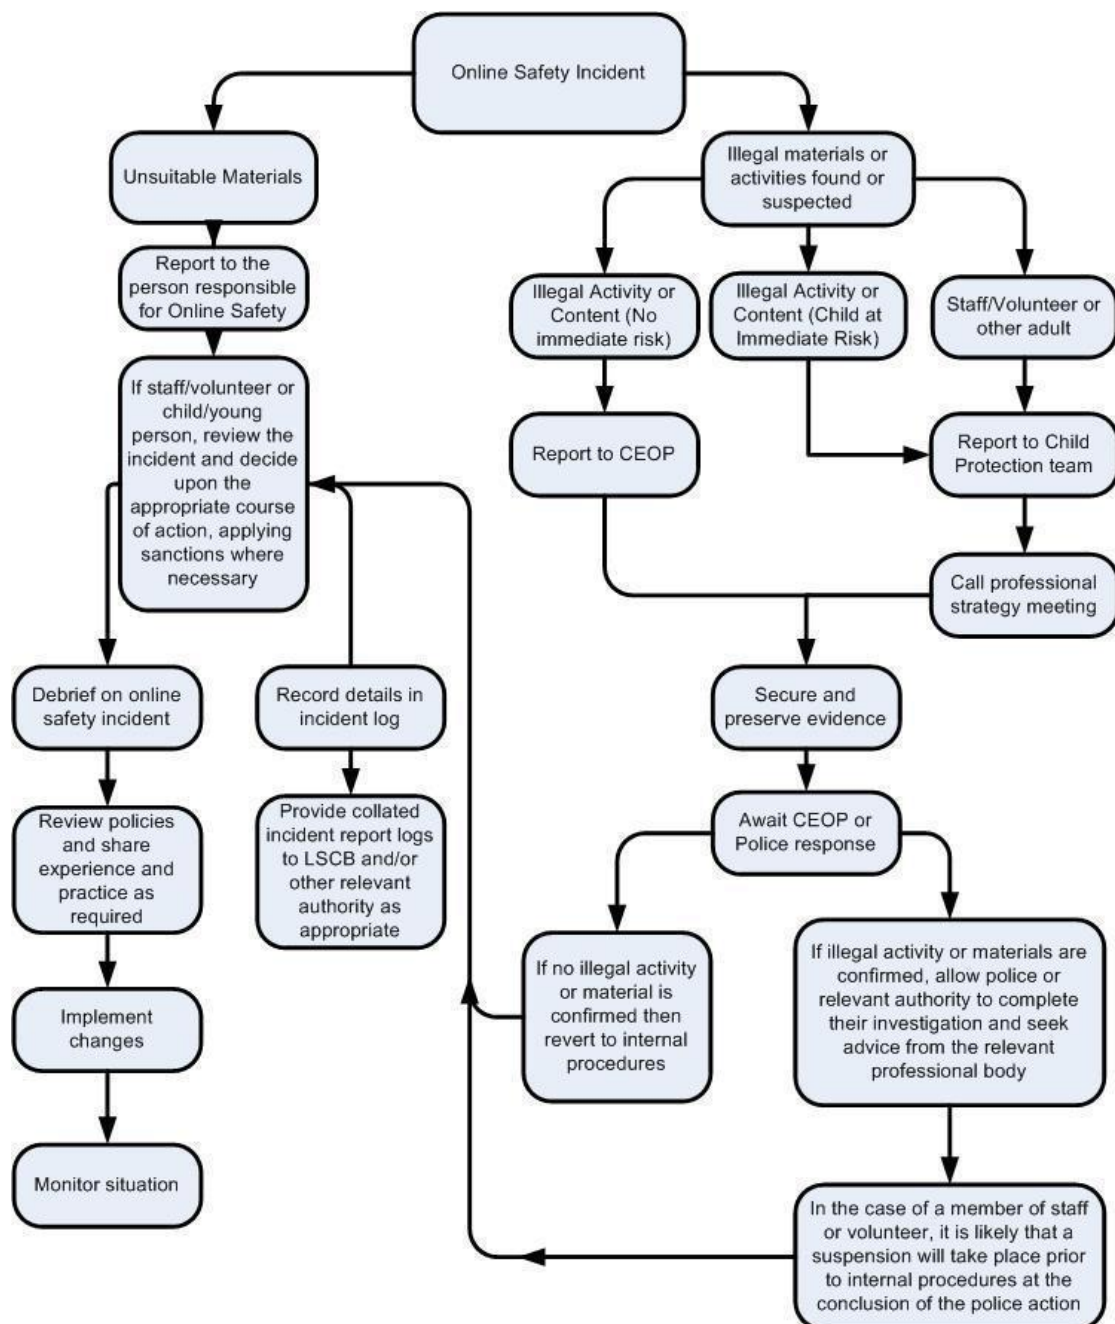 Online Safety Incident
Unsuitable Materials
Illegal materials or
activities found or
suspected
Report to the
person responsible
for Online Safety
Illegal Activity or
Content (No
immediate risk)
Illegal Activity or
Content (Child at
Immediate Risk)
Staff/Volunteer or
other adult
If staff/volunteer or
child/young
person, review the
incident and decide
upon the
appropriate course
of action, applying
sanctions where
necessary
Report to CEOP
Report to Child
Protection team
Call professional
strategy meeting
Debrief on online
safety incident
Record details in
incident log
Secure and
preserve evidence
Review policies
and share
experience and
practice as
required
Provide collated
incident report logs
to LSCB and/or
other relevant
authority as
appropriate
Await CEOP or
Police response
If no illegal activity
or material is
confirmed then
revert to internal
procedures
If illegal activity or materials are
confirmed, allow police or
relevant authority to complete
their investigation and seek
advice from the relevant
professional body
Implement
changes
Monitor situation
In the case of a member of staff
or volunteer, it is likely that a
suspension will take place prior
to internal procedures at the
conclusion of the police action